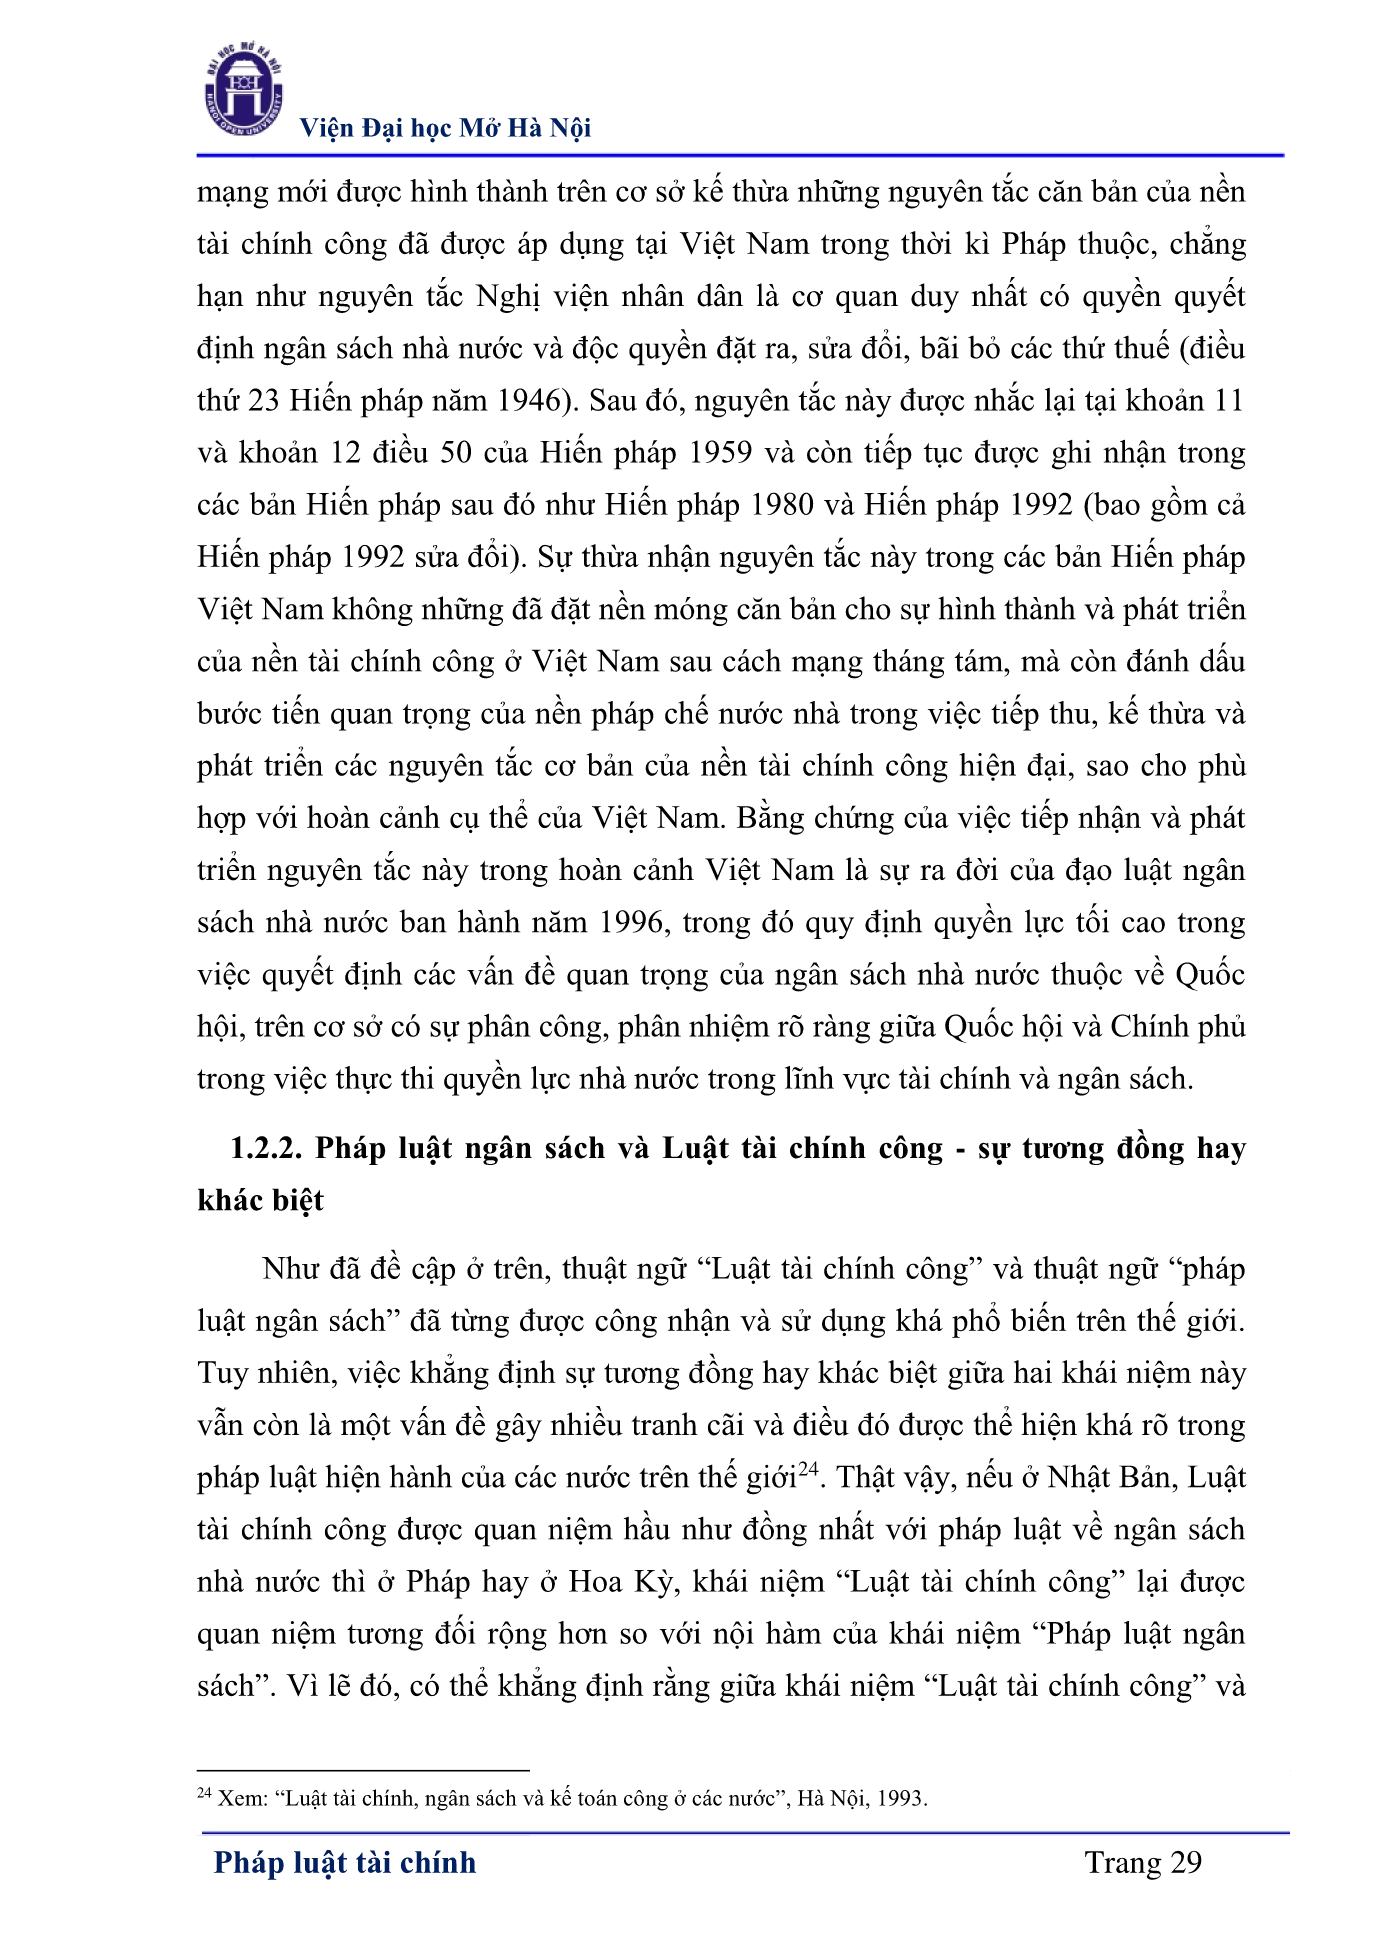 ĐẠI HỌC MỞ HÀ NỘI
HANOI OPEN UNIVERSITY
Viện Đại học Mở Hà Nội
mạng mới được hình thành trên cơ sở kế thừa những nguyên tắc căn bản của nền
tài chính công đã được áp dụng tại Việt Nam trong thời kì Pháp thuộc, chẳng
hạn như nguyên tắc Nghị viện nhân dân là cơ quan duy nhất có quyền quyết
định ngân sách nhà nước và độc quyền đặt ra, sửa đổi, bãi bỏ các thứ thuế (điều
thứ 23 Hiến pháp năm 1946). Sau đó, nguyên tắc này được nhắc lại tại khoản 11
và khoản 12 điều 50 của Hiến pháp 1959 và còn tiếp tục được ghi nhận trong
các bản Hiến pháp sau đó như Hiến pháp 1980 và Hiến pháp 1992 (bao gồm cả
Hiến pháp 1992 sửa đổi). Sự thừa nhận nguyên tắc này trong các bản Hiến pháp
Việt Nam không những đã đặt nền móng căn bản cho sự hình thành và phát triển
của nền tài chính công ở Việt Nam sau cách mạng tháng tám, mà còn đánh dấu
bước tiến quan trọng của nền pháp chế nước nhà trong việc tiếp thu, kế thừa và
phát triển các nguyên tắc cơ bản của nền tài chính công hiện đại, sao cho phù
hợp với hoàn cảnh cụ thể của Việt Nam. Bằng chứng của việc tiếp nhận và phát
triển nguyên tắc này trong hoàn cảnh Việt Nam là sự ra đời của đạo luật ngân
sách nhà nước ban hành năm 1996, trong đó quy định quyền lực tối cao trong
việc quyết định các vấn đề quan trọng của ngân sách nhà nước thuộc về Quốc
hội, trên cơ sở có sự phân công, phân nhiệm rõ ràng giữa Quốc hội và Chính phủ
trong việc thực thi quyền lực nhà nước trong lĩnh vực tài chính và ngân sách.
1.2.2. Pháp luật ngân sách và Luật tài chính công - sự tương đồng hay
khác biệt
Như đã đề cập ở trên, thuật ngữ “Luật tài chính công” và thuật ngữ “pháp
luật ngân sách” đã từng được công nhận và sử dụng khá phổ biến trên thế giới.
Tuy nhiên, việc khẳng định sự tương đồng hay khác biệt giữa hai khái niệm này
vẫn còn là một vấn đề gây nhiều tranh cãi và điều đó được thể hiện khá rõ trong
pháp luật hiện hành của các nước trên thế giới24. Thật vậy, nếu ở Nhật Bản, Luật
tài chính công được quan niệm hầu như đồng nhất với pháp luật về ngân sách
nhà nước thì ở Pháp hay ở Hoa Kỳ, khái niệm “Luật tài chính công” lại được
quan niệm tương đối rộng hơn so với nội hàm của khái niệm “Pháp luật ngân
sách”. Vì lẽ đó, có thể khẳng định rằng giữa khái niệm “Luật tài chính công” và
24 Xem: “Luật tài chính, ngân sách và kế toán công ở các nước”, Hà Nội, 1993.
Pháp luật tài chính Trang 29